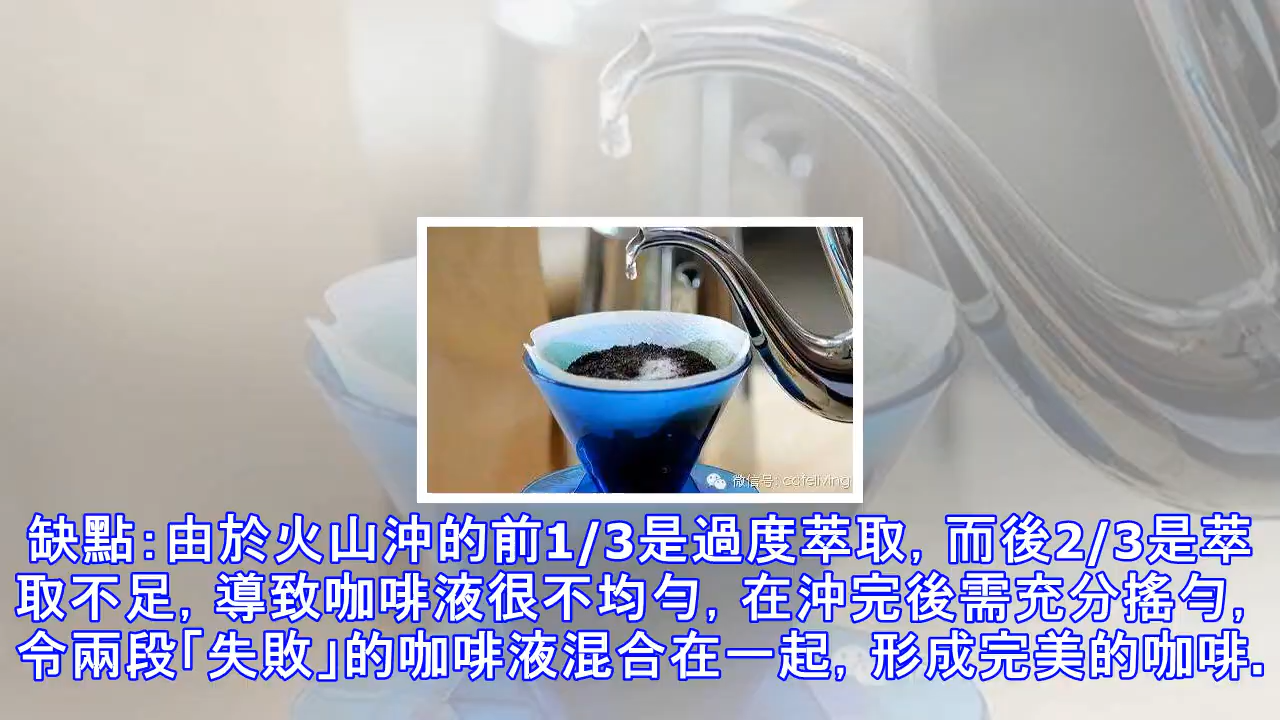 微信号: cafeliving
缺點:由於火山沖的前1/3是過度萃取, 而後2/3是萃
取不足, 導致咖啡液很不均勻, 在沖完後需充分搖勻,
令兩段「失敗」的咖啡液混合在一起, 形成完美的咖啡.